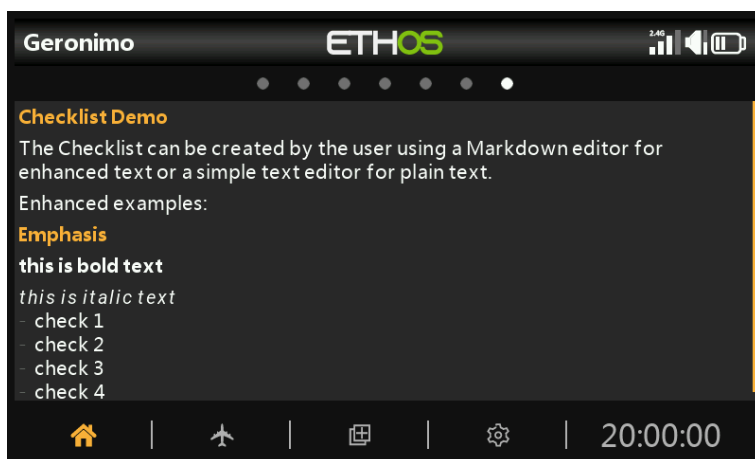 Geronimo
ETHOS
2.4G
Checklist Demo
The Checklist can be created by the user using a Markdown editor for
enhanced text or a simple text editor for plain text.
Enhanced examples:
Emphasis
this is bold text
this is italic text
- check 1
- check 2
- check 3
- check 4
20:00:00